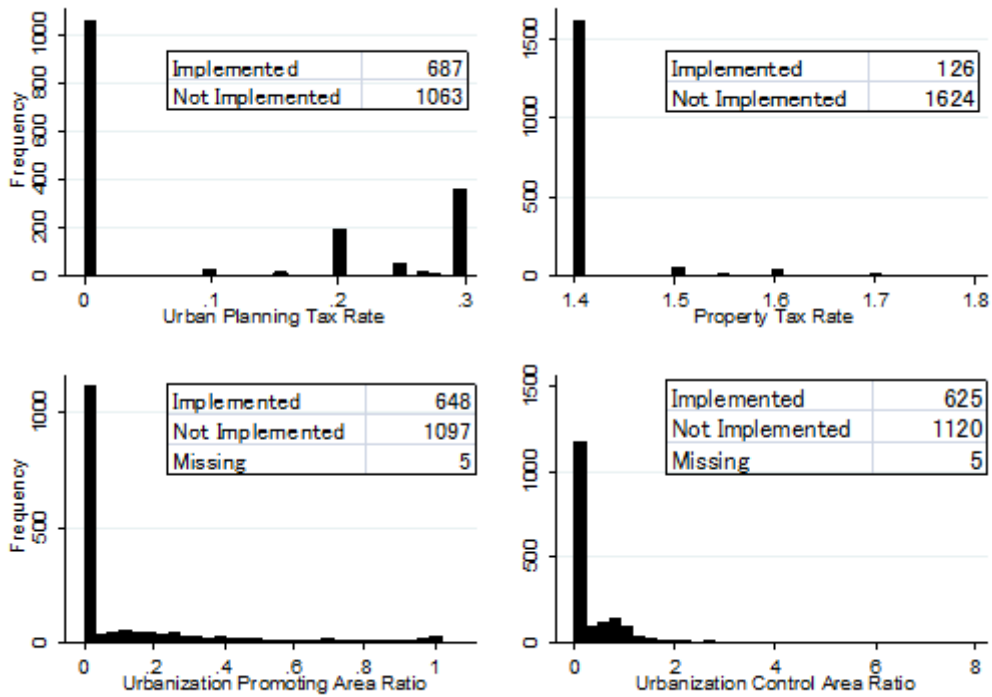 Frequency
0 200 400 600 800 1000
Implemented 687
Not Implemented 1063
0 .1 .2 .3
Urban Planning Tax Rate
0 500 1000 1500
Implemented 126
Not Implemented 1624
1.4 1.5 1.6 1.7 1.8
Property Tax Rate
Frequency
0 500 1000
Implemented 648
Not Implemented 1097
Missing 5
0 .2 .4 .6 .8 1
Urbanization Promoting Area Ratio
0 500 1000 1500
Implemented 625
Not Implemented 1120
Missing 5
0 2 4 6 8
Urbanization Control Area Ratio